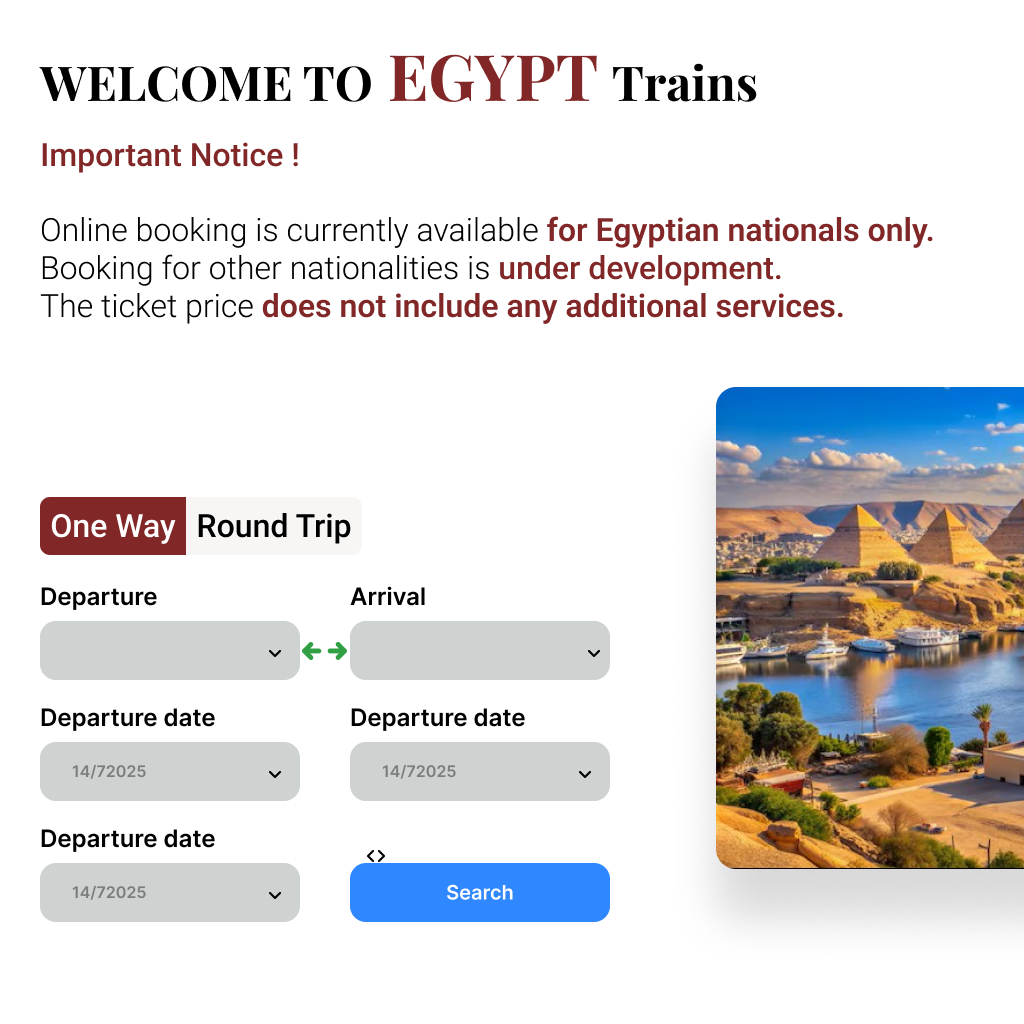 WELCOME TO EGYPT Trains
Important Notice !
Online booking is currently available for Egyptian nationals only.
Booking for other nationalities is under development.
The ticket price does not include any additional services.
One Way Round Trip
Departure Arrival
Departure date Departure date
14/72025 14/72025
Departure date
14/72025 Search